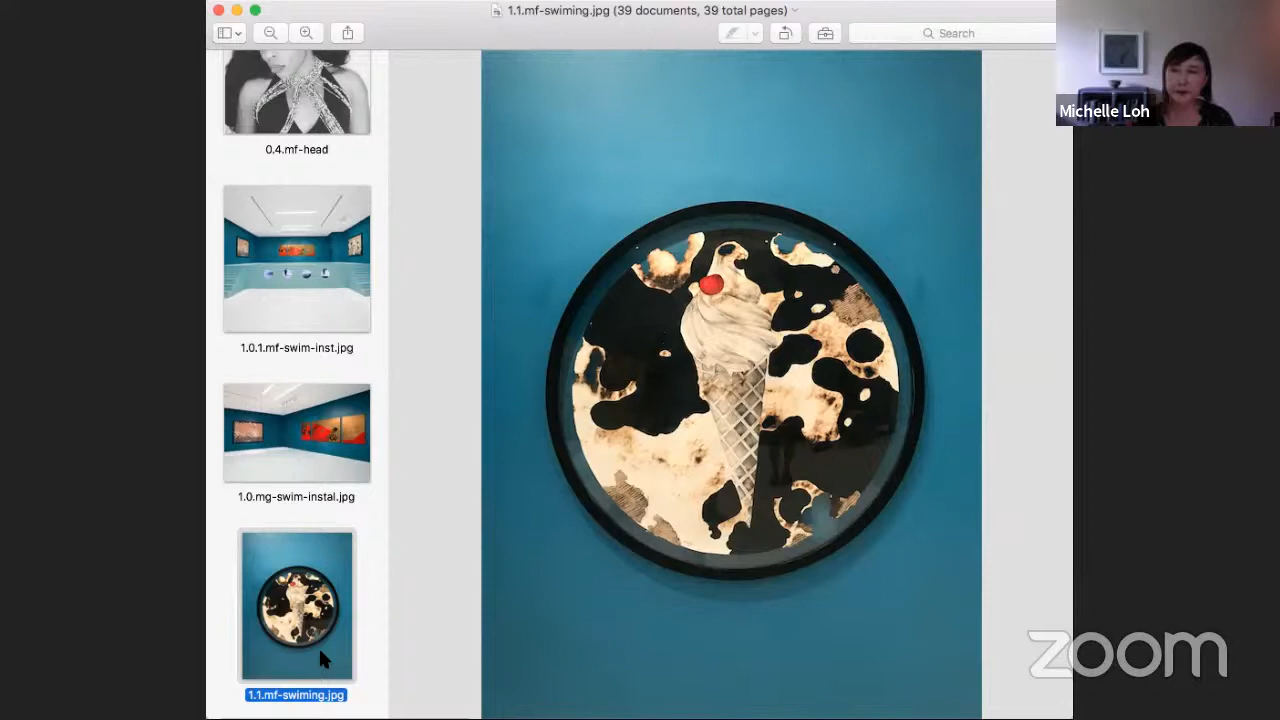 1.1.mf-swiming.jpg (39 documents, 39 total pages)
Search
Michelle Loh
0.4.mf-head
1.0.1.mf-swim-inst.jpg
1.0.mg-swim-instal.jpg
1.1.mf-swiming.jpg
zoom